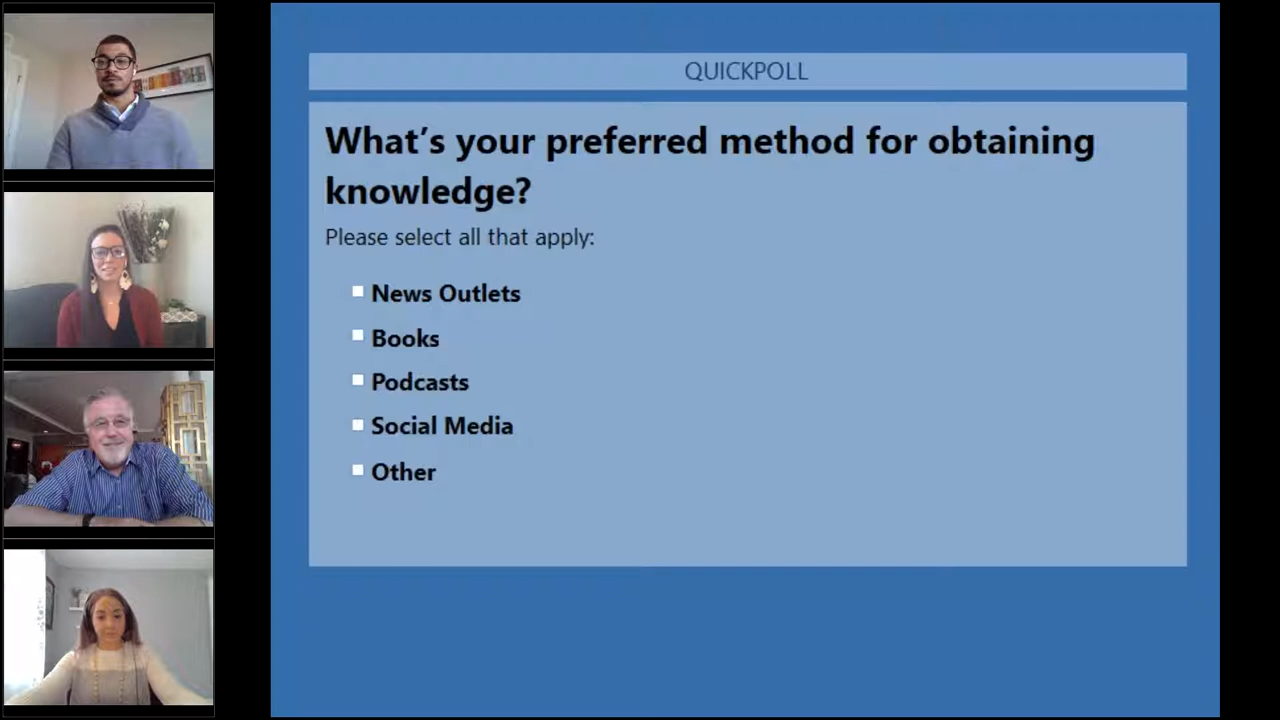 QUICKPOLL
What’s your preferred method for obtaining
knowledge?
Please select all that apply:
News Outlets
Books
Podcasts
Social Media
Other